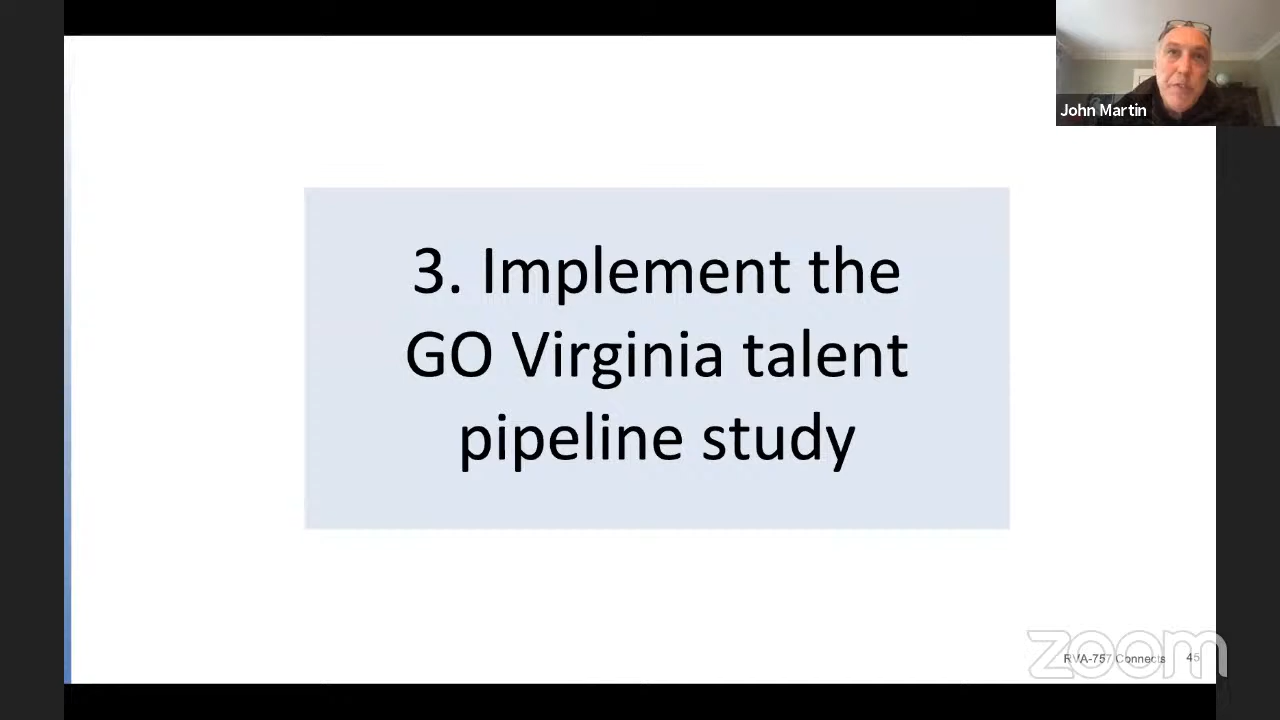 John Martin
3. Implement the
GO Virginia talent
pipeline study
zoom
RVA-757 Connects 45